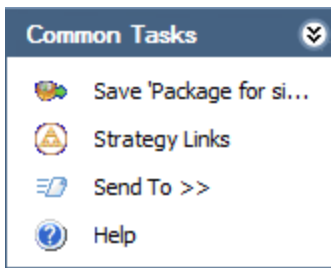 Common Tasks
Save 'Package for si...
Strategy Links
Send To >>
Help